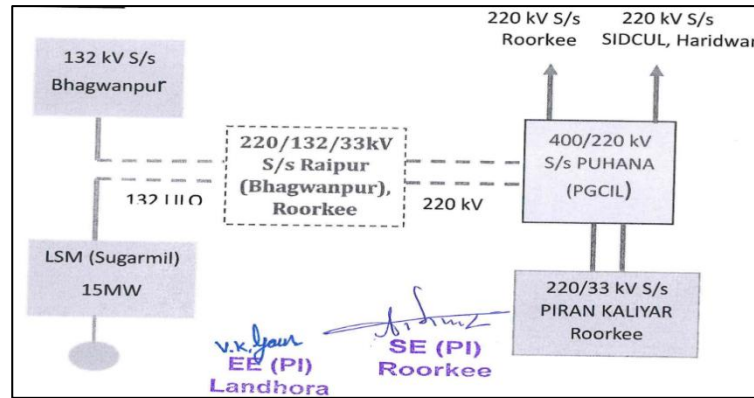 220 kV S/s
Roorkee
220 kV S/s
SIDCUL, Haridwar
132 kV S/s
Bhagwanpur
220/132/33kV
S/s Raipur
(Bhagwanpur),
Roorkee
400/220 kV
S/s PUHANA
(PGCIL)
132 LILO
220 kV
LSM (Sugarmil)
15MW
220/33 kV S/s
PIRAN KALIYAR
Roorkee
V.K. Gaur
EE (PI)
Landhora
SE (PI)
Roorkee